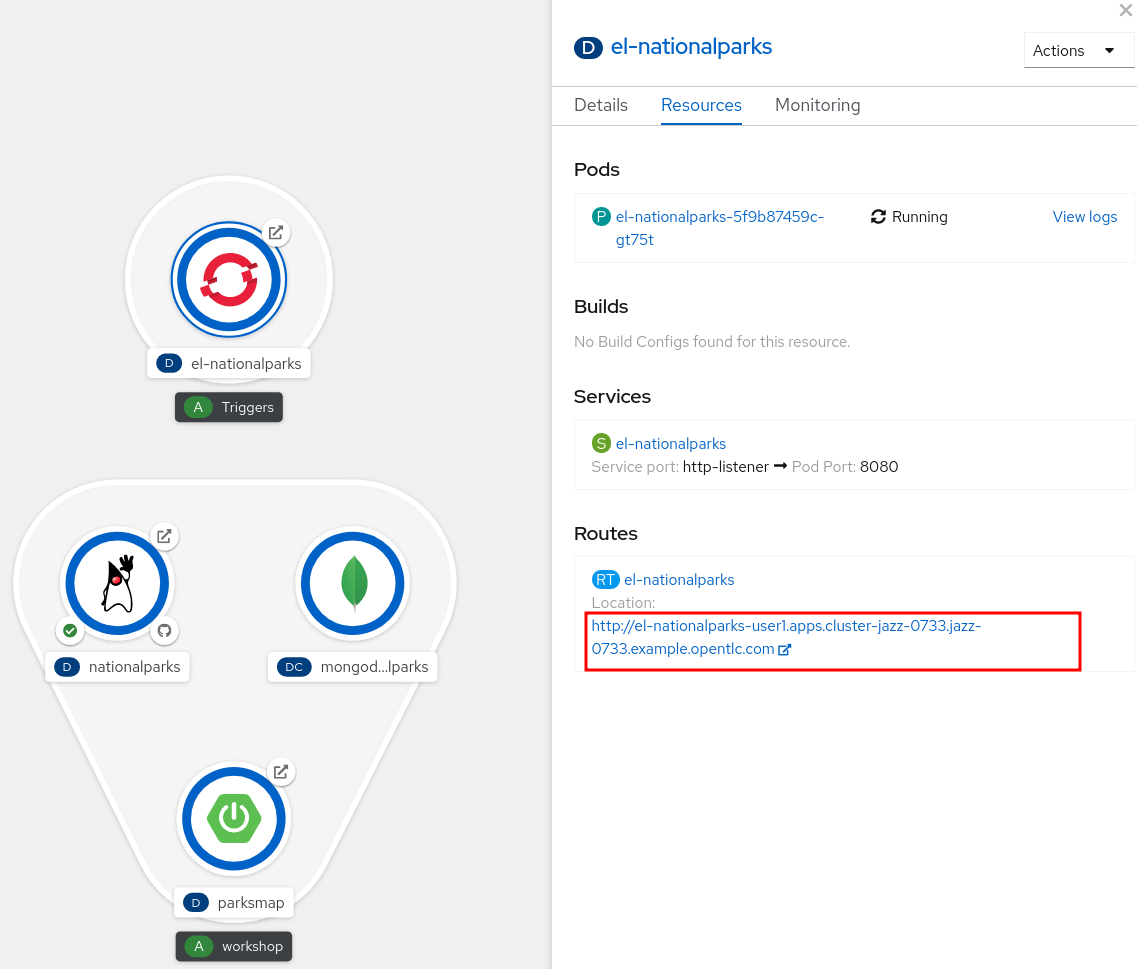 D el-nationalparks
A Triggers
D nationalparks
DC mongod...lparks
D parksmap
A workshop
×
D el-nationalparks
Actions
Details Resources Monitoring
Pods
P el-nationalparks-5f9b87459c-
gt75t
Running
View logs
Builds
No Build Configs found for this resource.
Services
S el-nationalparks
Service port: http-listener → Pod Port: 8080
Routes
RT el-nationalparks
Location:
http://el-nationalparks-user1.apps.cluster-jazz-0733.jazz-
0733.example.opentlc.com